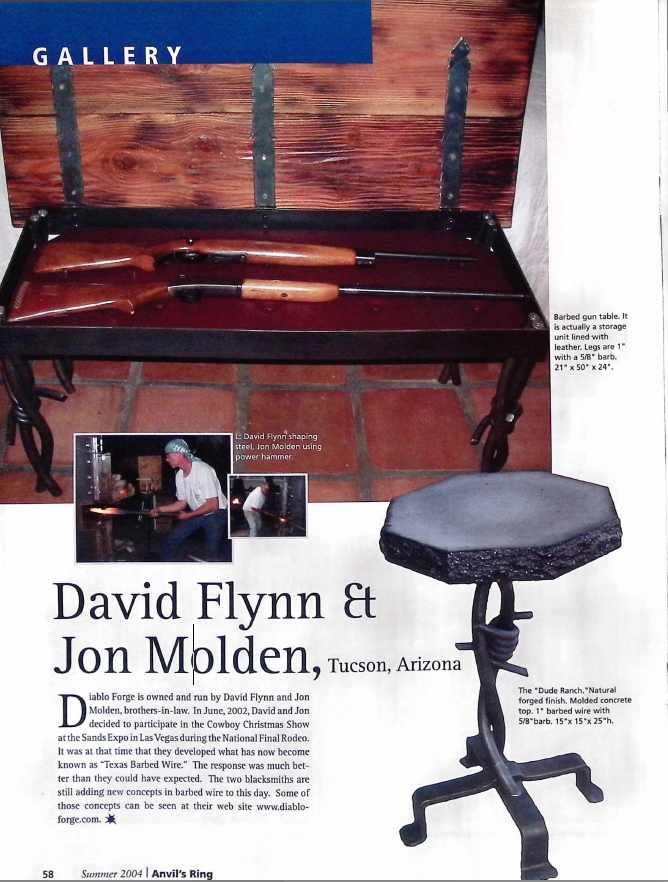 GALLERY
Barbed gun table. It
is actually a storage
unit lined with
leather. Legs are 1"
with a 5/8" barb.
21" x 50" x 24".
L: David Flynn shaping
steel, Jon Molden using
power hammer.
David Flynn &
Jon Molden, Tucson, Arizona
Diablo Forge is owned and run by David Flynn and Jon
Molden, brothers-in-law. In June, 2002, David and Jon
decided to participate in the Cowboy Christmas Show
at the Sands Expo in Las Vegas during the National Final Rodeo.
It was at that time that they developed what has now become
known as "Texas Barbed Wire." The response was much bet-
ter than they could have expected. The two blacksmiths are
still adding new concepts in barbed wire to this day. Some of
those concepts can be seen at their web site www.diablo-
forge.com.
The "Dude Ranch."Natural
forged finish. Molded concrete
top. 1" barbed wire with
5/8"barb. 15"x 15"x 25"h.
58 Summer 2004 | Anvil's Ring